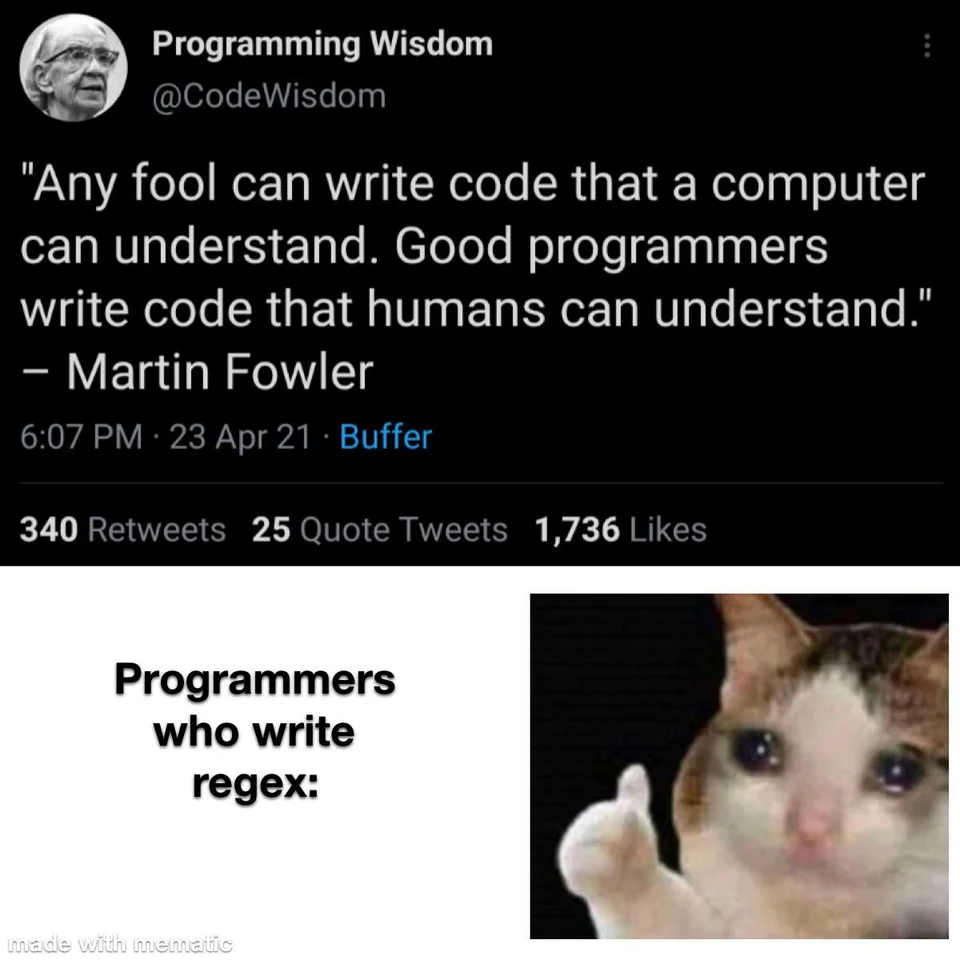 Programming Wisdom
@CodeWisdom
"Any fool can write code that a computer
can understand. Good programmers
write code that humans can understand."
– Martin Fowler
6:07 PM · 23 Apr 21 · Buffer
340 Retweets 25 Quote Tweets 1,736 Likes
Programmers
who write
regex:
made with mematic